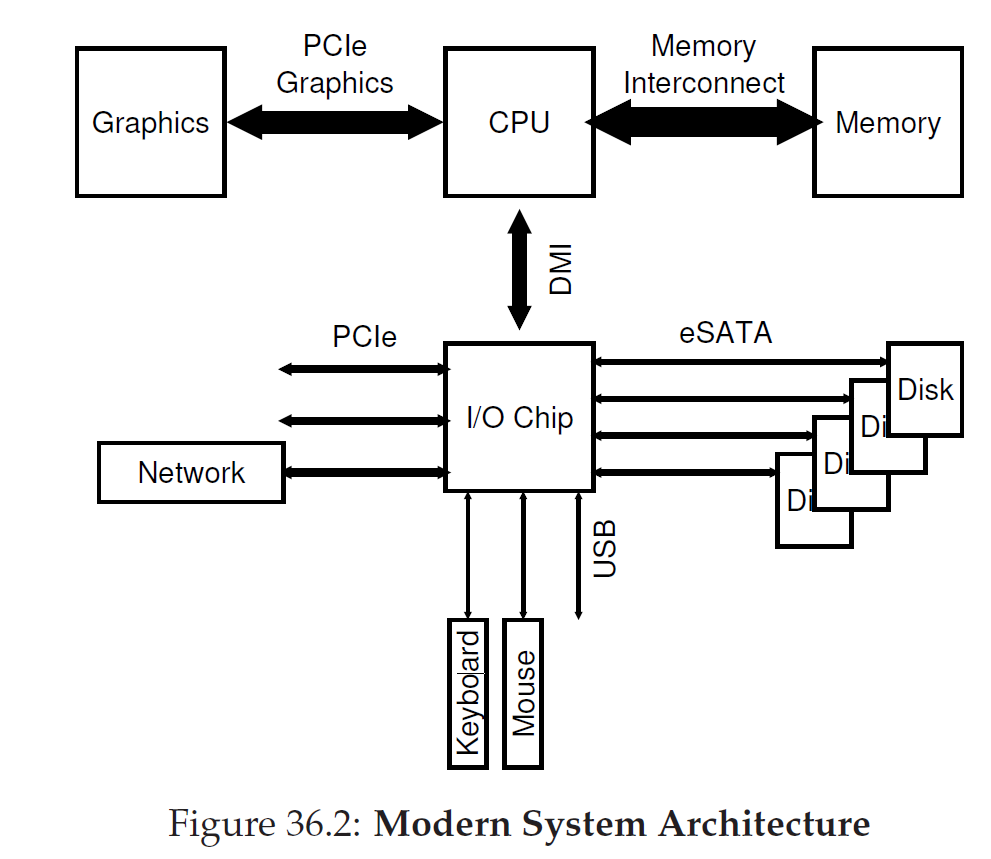 PCIe
Graphics
Memory
Interconnect
Graphics
CPU
Memory
DMI
PCIe
eSATA
I/O Chip
Disk
Di
Di
Di
Network
USB
Keyboard
Mouse
Figure 36.2: Modern System Architecture